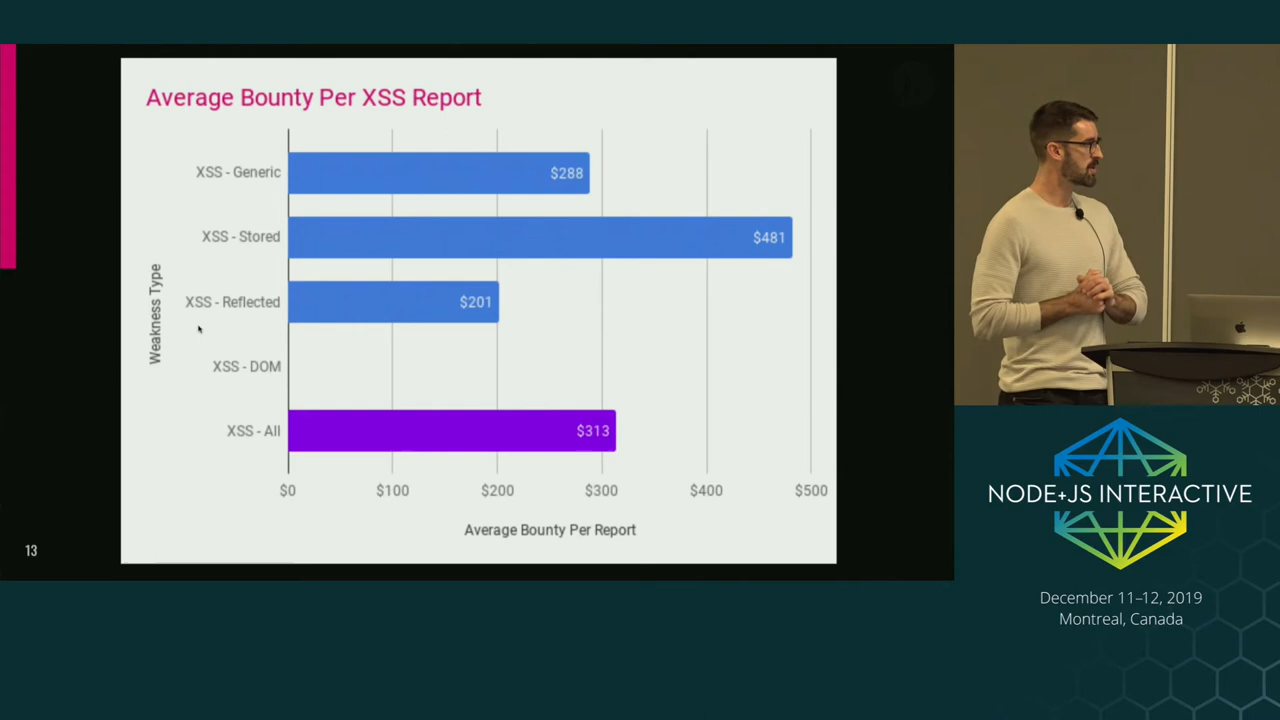 Average Bounty Per XSS Report
XSS - Generic
$288
XSS - Stored
$481
XSS - Reflected
$201
XSS - DOM
XSS - All
$313
Weakness Type
$0 $100 $200 $300 $400 $500
Average Bounty Per Report
13
NODE+JS INTERACTIVE
December 11–12, 2019
Montreal, Canada